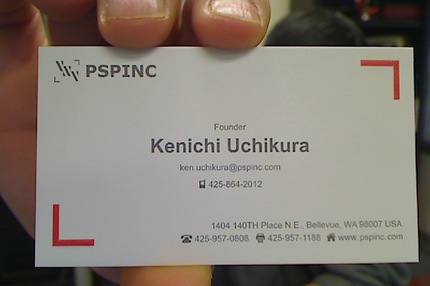 PSPINC
Founder
Kenichi Uchikura
ken.uchikura@pspinc.com
425-864-2012
1404 140TH Place N.E., Bellevue, WA 98007 USA
425-957-0808 425-957-1188 www.pspinc.com